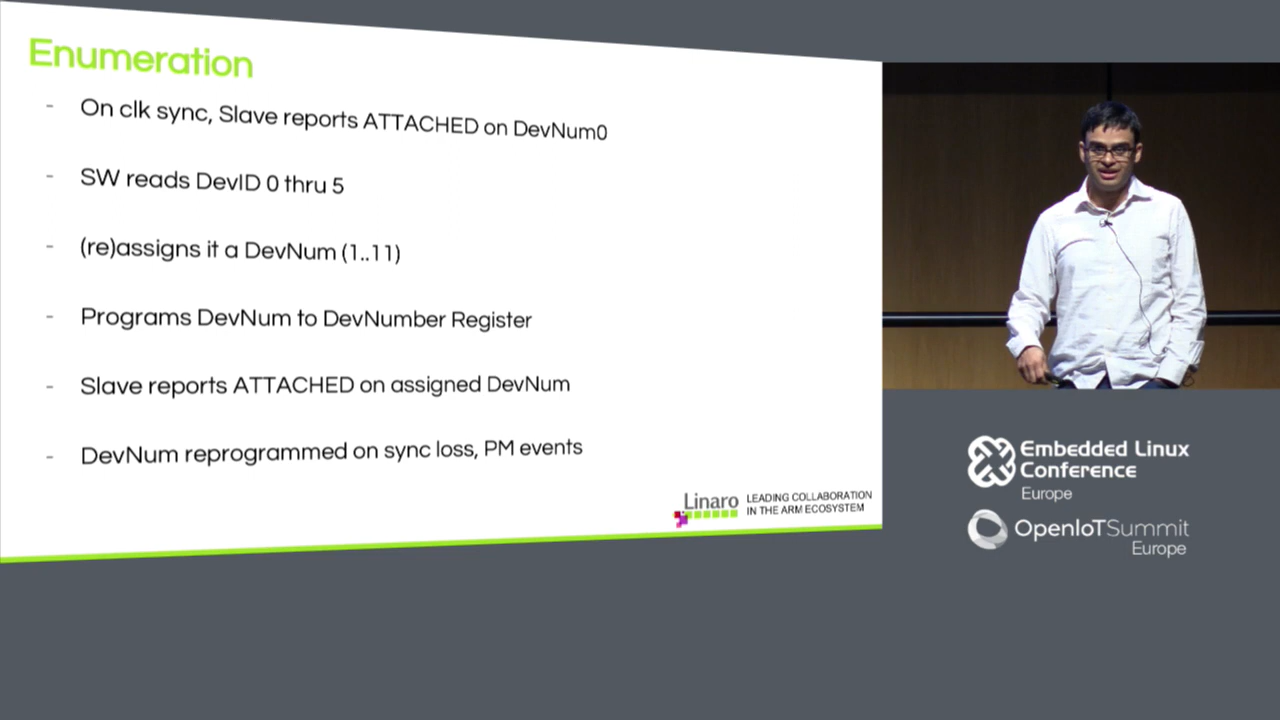 Enumeration
- On clk sync, Slave reports ATTACHED on DevNum0
- SW reads DevID 0 thru 5
- (re)assigns it a DevNum (1..11)
- Programs DevNum to DevNumber Register
- Slave reports ATTACHED on assigned DevNum
- DevNum reprogrammed on sync loss, PM events
Linaro
LEADING COLLABORATION
IN THE ARM ECOSYSTEM
Embedded Linux
Conference
Europe
OpenIoTSummit
Europe